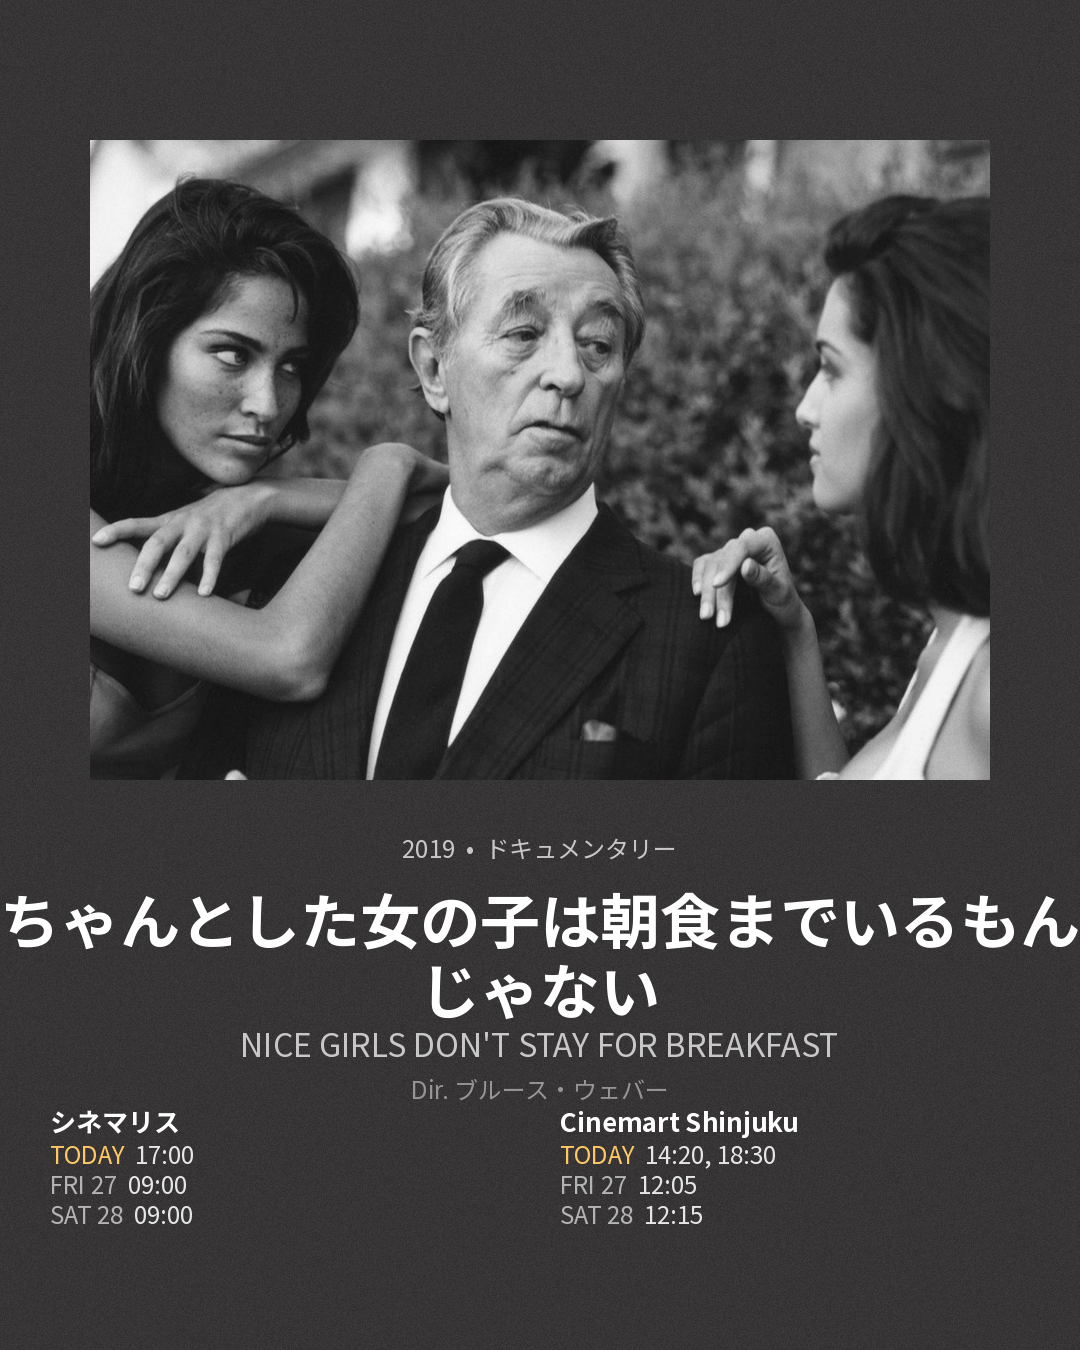 2019 • ドキュメンタリー
ちゃんとした女の子は朝食までいるもん
じゃない
NICE GIRLS DON'T STAY FOR BREAKFAST
Dir. ブルース・ウェバー
シネマリス
TODAY 17:00
FRI 27 09:00
SAT 28 09:00
Cinemart Shinjuku
TODAY 14:20, 18:30
FRI 27 12:05
SAT 28 12:15